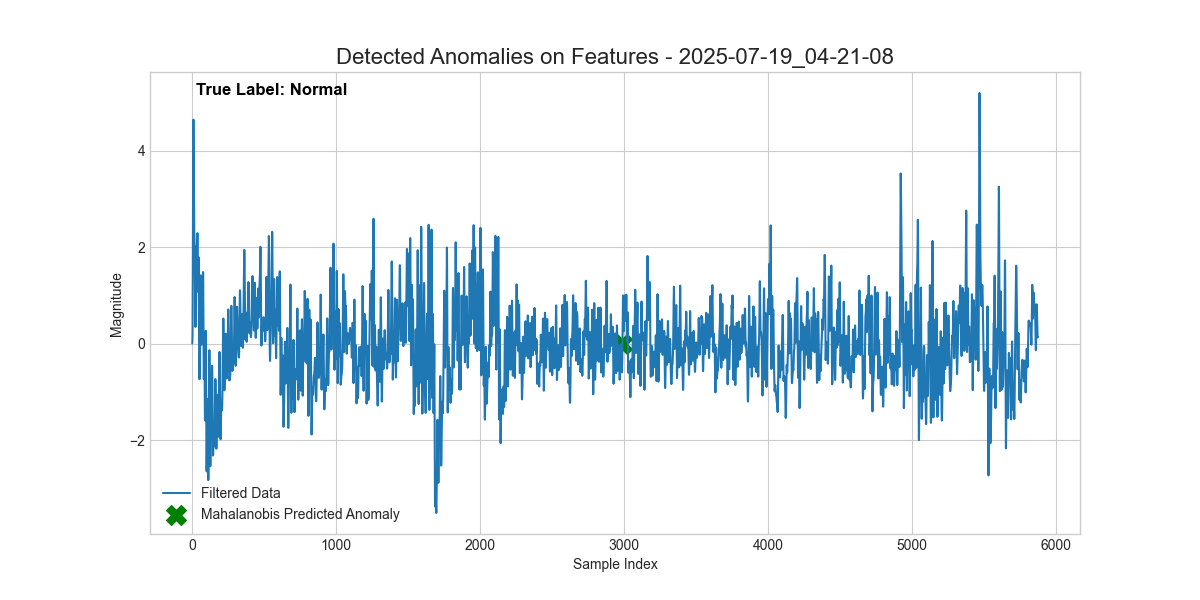 Detected Anomalies on Features - 2025-07-19_04-21-08
True Label: Normal
4
2
0
−2
Magnitude
Filtered Data
Mahalanobis Predicted Anomaly
0 1000 2000 3000 4000 5000 6000
Sample Index